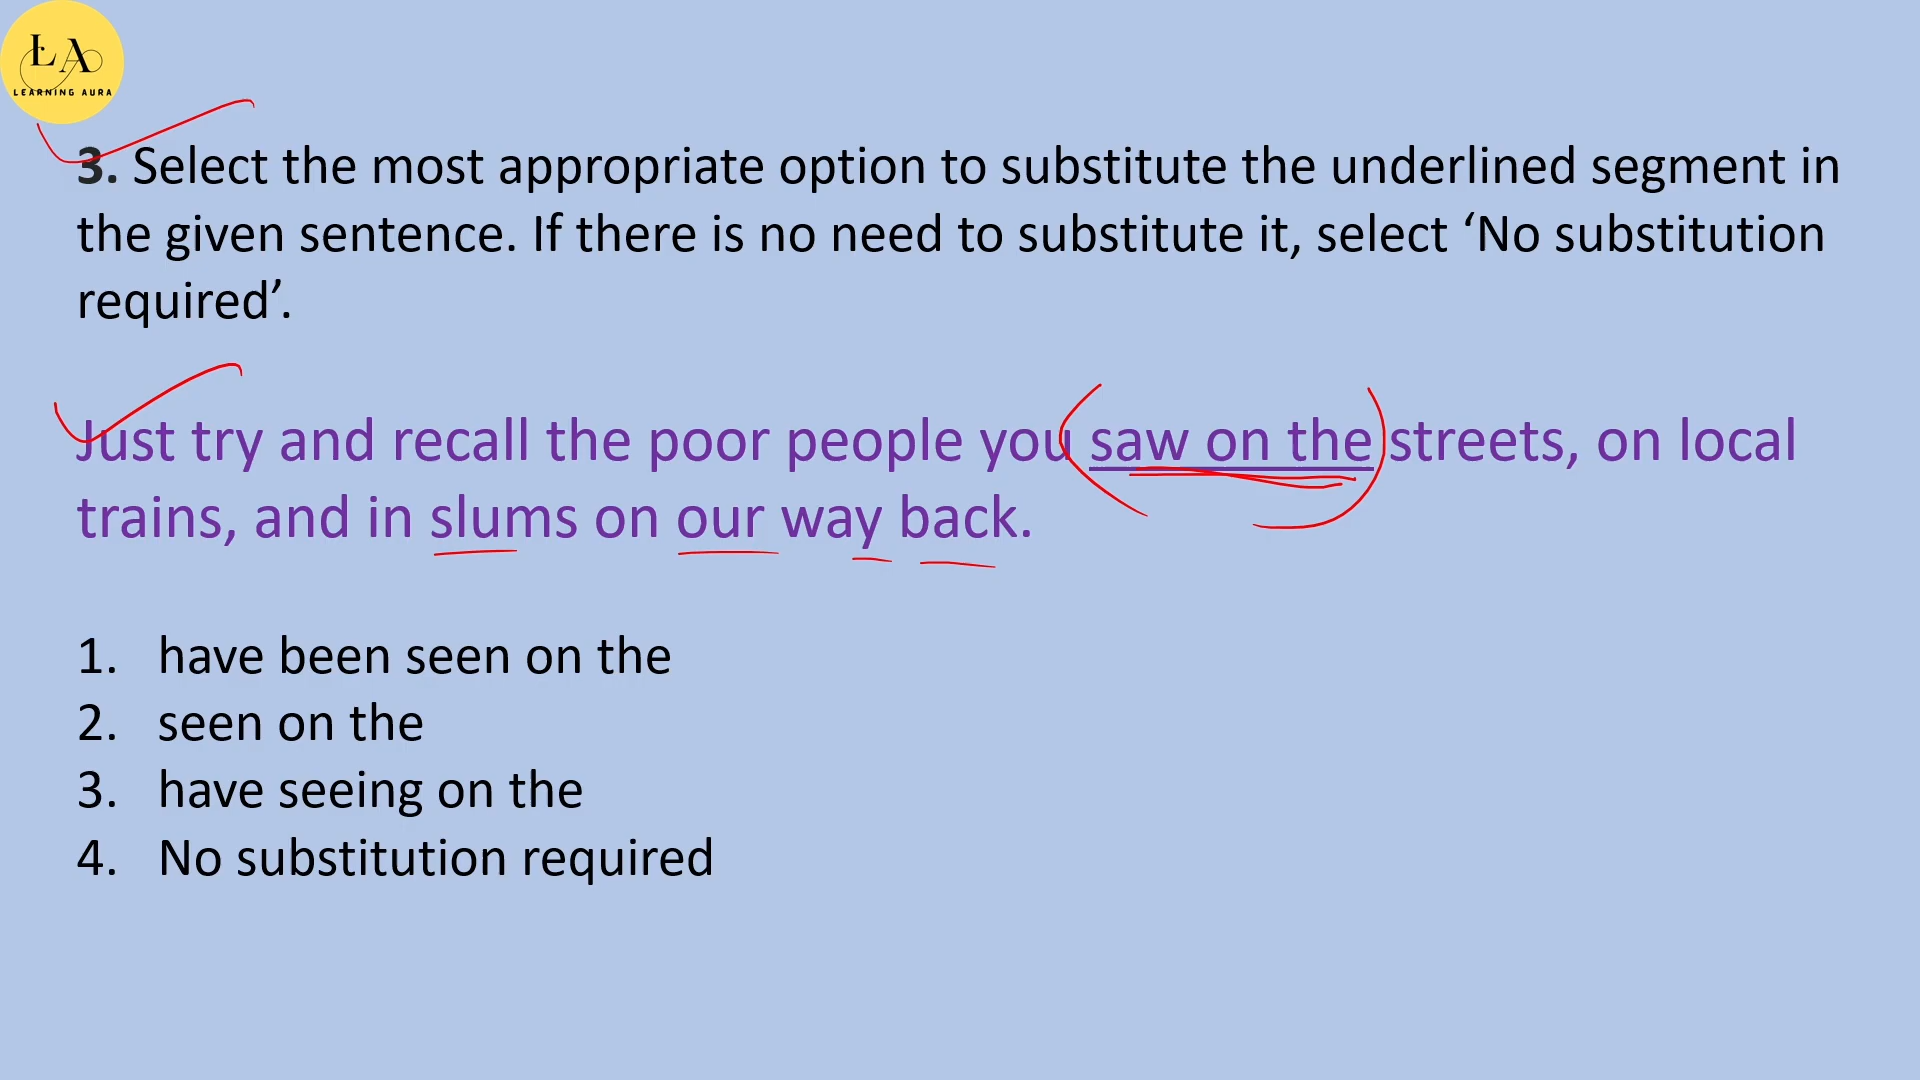 LA
LEARNING AURA
3. Select the most appropriate option to substitute the underlined segment in
the given sentence. If there is no need to substitute it, select ‘No substitution
required’.
Just try and recall the poor people you saw on the streets, on local
trains, and in slums on our way back.
1. have been seen on the
2. seen on the
3. have seeing on the
4. No substitution required